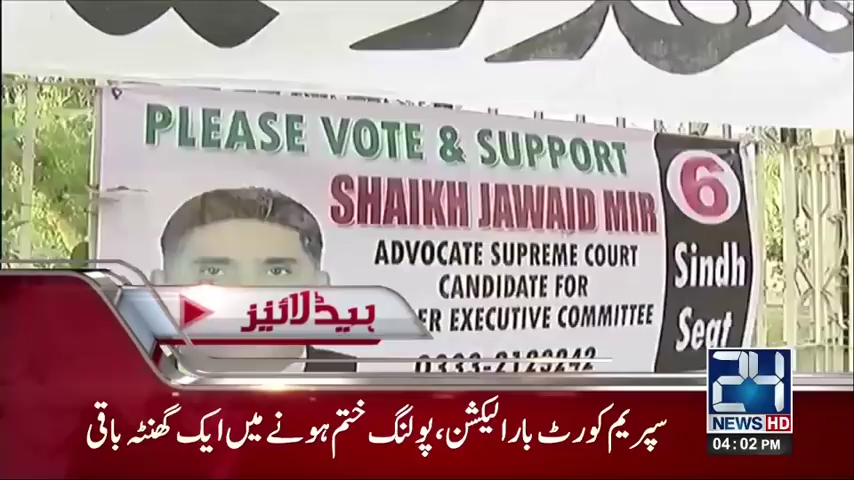 PLEASE VOTE & SUPPORT
SHAIKH JAWAID MIR
6
ADVOCATE SUPREME COURT
CANDIDATE FOR
EXECUTIVE COMMITTEE
Sindh
Seat
ہیڈلائنز
24
NEWS HD
04:02 PM
سپریم کورٹ بار الیکشن، پولنگ ختم ہونے میں ایک گھنٹہ باقی